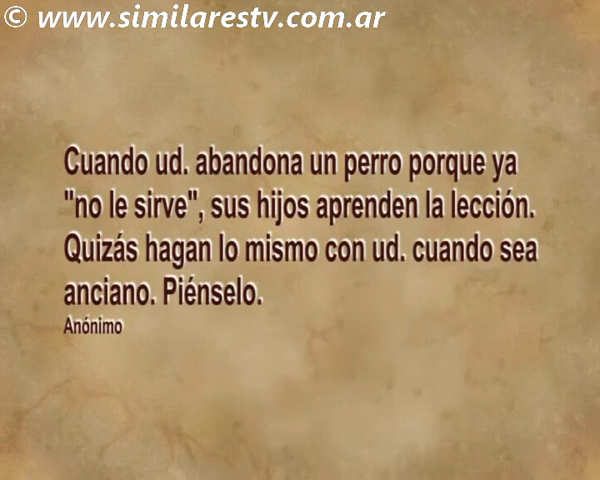 © www.similarestv.com.ar
Cuando ud. abandona un perro porque ya
"no le sirve", sus hijos aprenden la lección.
Quizás hagan lo mismo con ud. cuando sea
anciano. Piénselo.
Anónimo